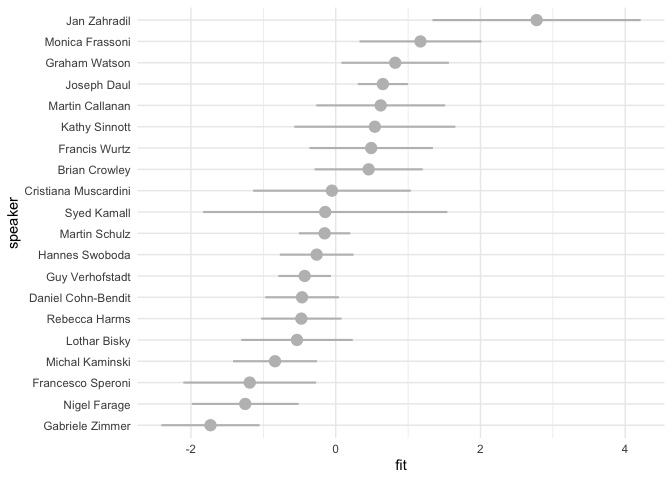 Jan Zahradil
Monica Frassoni
Graham Watson
Joseph Daul
Martin Callanan
Kathy Sinnott
Francis Wurtz
Brian Crowley
Cristiana Muscardini
Syed Kamall
Martin Schulz
Hannes Swoboda
Guy Verhofstadt
Daniel Cohn-Bendit
Rebecca Harms
Lothar Bisky
Michal Kaminski
Francesco Speroni
Nigel Farage
Gabriele Zimmer
speaker
-2 0 2 4
fit